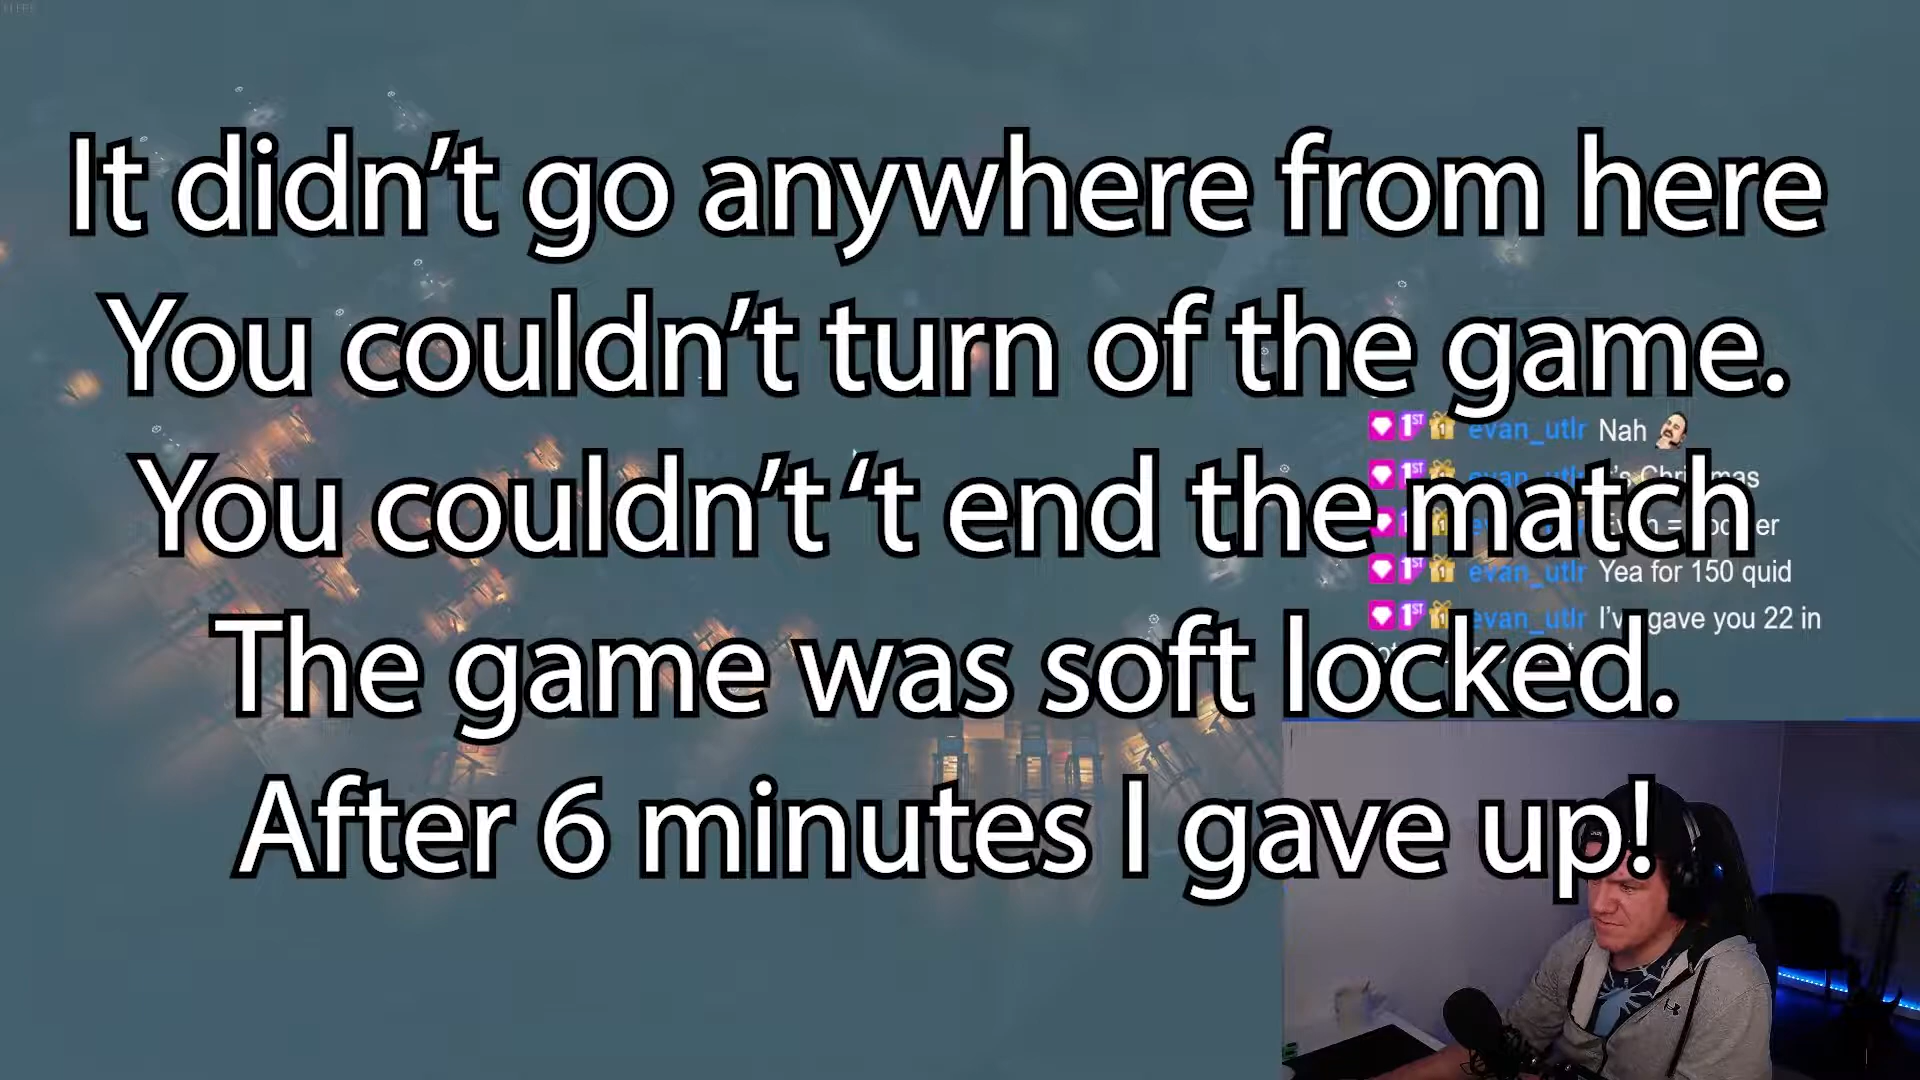 It didn’t go anywhere from here
You couldn’t turn of the game.
evan_utlr Nah
You couldn’t ‘t end the match
evan_utlr Yea for 150 quid
evan_utlr I've gave you 22 in
The game was soft locked.
After 6 minutes I gave up!